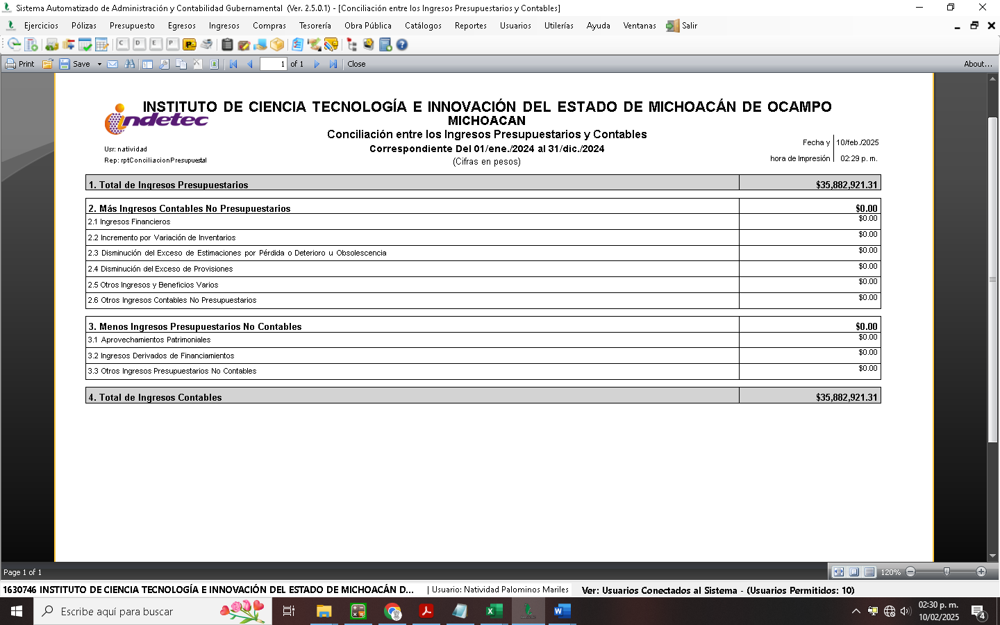 Sistema Automatizado de Administración y Contabilidad Gubernamental (Ver. 2.5.0.1) - [Conciliación entre los Ingresos Presupuestarios y Contables]
Ejercicios Pólizas Presupuesto Egresos Ingresos Compras Tesorería Obra Pública Catálogos Reportes Usuarios Utilerías Ayuda Ventanas Salir
C D E P P
Print Save 1 of 1 Close About...
indetec
INSTITUTO DE CIENCIA TECNOLOGÍA E INNOVACIÓN DEL ESTADO DE MICHOACÁN DE OCAMPO
MICHOACAN
Conciliación entre los Ingresos Presupuestarios y Contables
Correspondiente Del 01/ene./2024 al 31/dic./2024
(Cifras en pesos)
Usr: natividad
Rep: rptConciliacionPresupuestal
Fecha y 10/feb./2025
hora de Impresión 02:29 p. m.
1. Total de Ingresos Presupuestarios $35,882,921.31
2. Más Ingresos Contables No Presupuestarios $0.00
2.1 Ingresos Financieros $0.00
2.2 Incremento por Variación de Inventarios $0.00
2.3 Disminución del Exceso de Estimaciones por Pérdida o Deterioro u Obsolescencia $0.00
2.4 Disminución del Exceso de Provisiones $0.00
2.5 Otros Ingresos y Beneficios Varios $0.00
2.6 Otros Ingresos Contables No Presupuestarios $0.00
3. Menos Ingresos Presupuestarios No Contables $0.00
3.1 Aprovechamientos Patrimoniales $0.00
3.2 Ingresos Derivados de Financiamientos $0.00
3.3 Otros Ingresos Presupuestarios No Contables $0.00
4. Total de Ingresos Contables $35,882,921.31
Page 1 of 1 120%
1630746 INSTITUTO DE CIENCIA TECNOLOGÍA E INNOVACIÓN DEL ESTADO DE MICHOACÁN D... | Usuario: Natividad Palominos Mariles Ver: Usuarios Conectados al Sistema - (Usuarios Permitidos: 10)
Escribe aquí para buscar
02:30 p. m.
10/02/2025
4